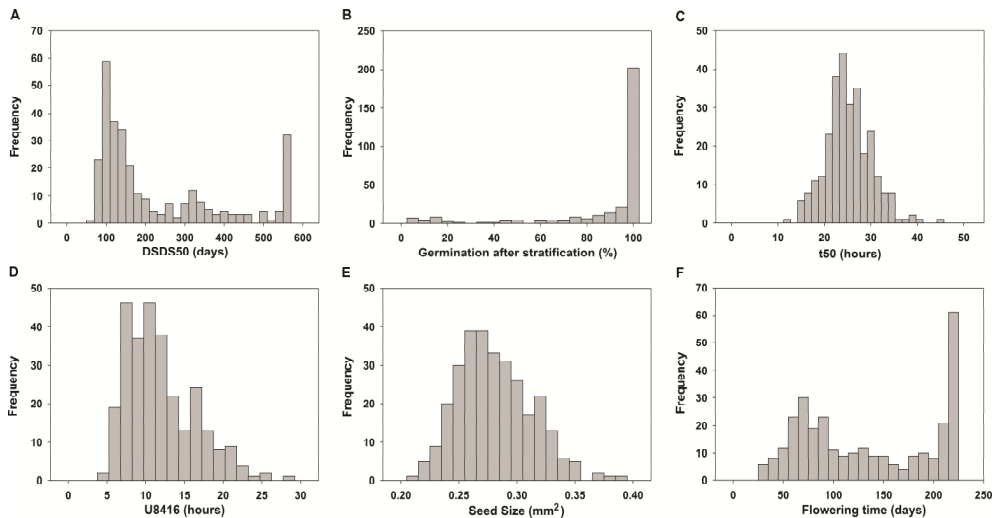 A
B
C
70
60
50
40
30
20
10
0
Frequency
0 100 200 300 400 500 600
DSDS50 (days)
250
200
150
100
50
0
Frequency
0 20 40 60 80 100
Germination after stratification (%)
50
40
30
20
10
0
Frequency
0 10 20 30 40 50
t50 (hours)
D
E
F
50
40
30
20
10
0
Frequency
0 5 10 15 20 25 30
U8416 (hours)
50
40
30
20
10
0
Frequency
0.20 0.25 0.30 0.35 0.40
Seed Size (mm²)
70
60
50
40
30
20
10
0
Frequency
0 50 100 150 200 250
Flowering time (days)